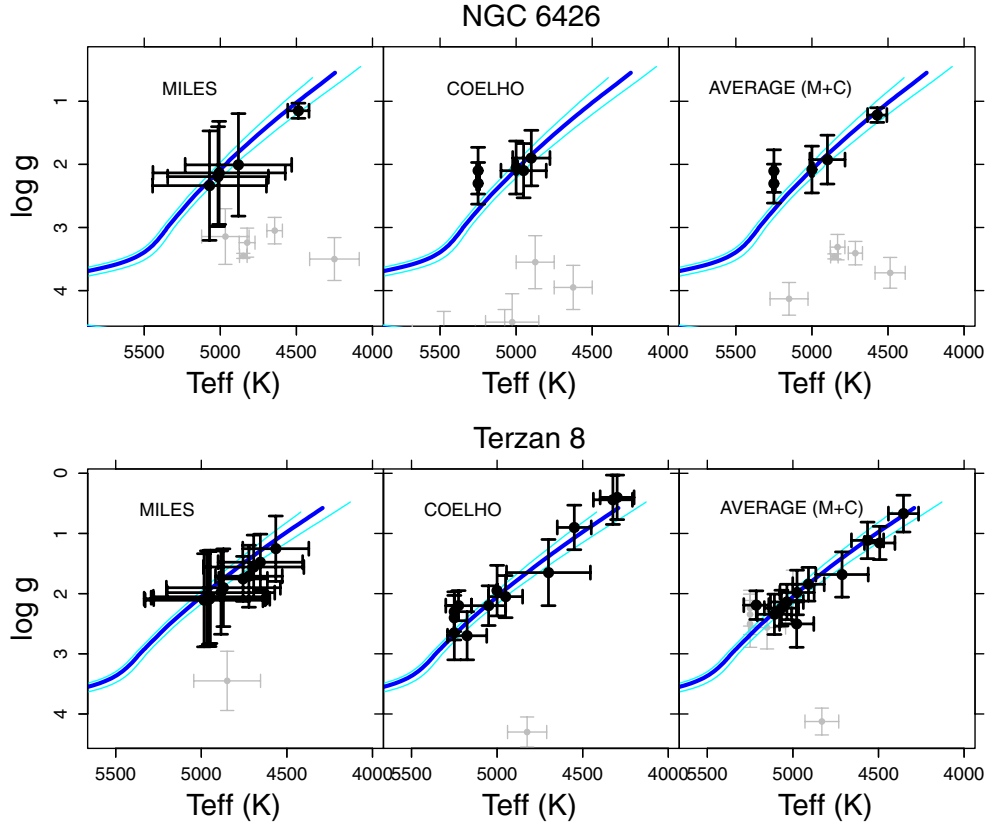 NGC 6426
MILES
COELHO
AVERAGE (M+C)
log g
1
2
3
4
5500 5000 4500 4000
5500 5000 4500 4000
5500 5000 4500 4000
Teff (K)
Teff (K)
Teff (K)
Terzan 8
MILES
COELHO
AVERAGE (M+C)
log g
0
1
2
3
4
5500 5000 4500 4000
5500 5000 4500
5500 5000 4500 4000
Teff (K)
Teff (K)
Teff (K)